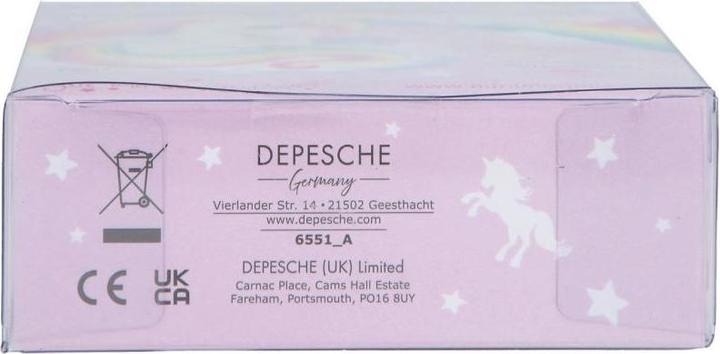 DEPESCHE
Germany
Vierlander Str. 14 • 21502 Geesthacht
www.depesche.com
6551_A
DEPESCHE (UK) Limited
Carnac Place, Cams Hall Estate
Fareham, Portsmouth, PO16 8UY
CE
UK
CA